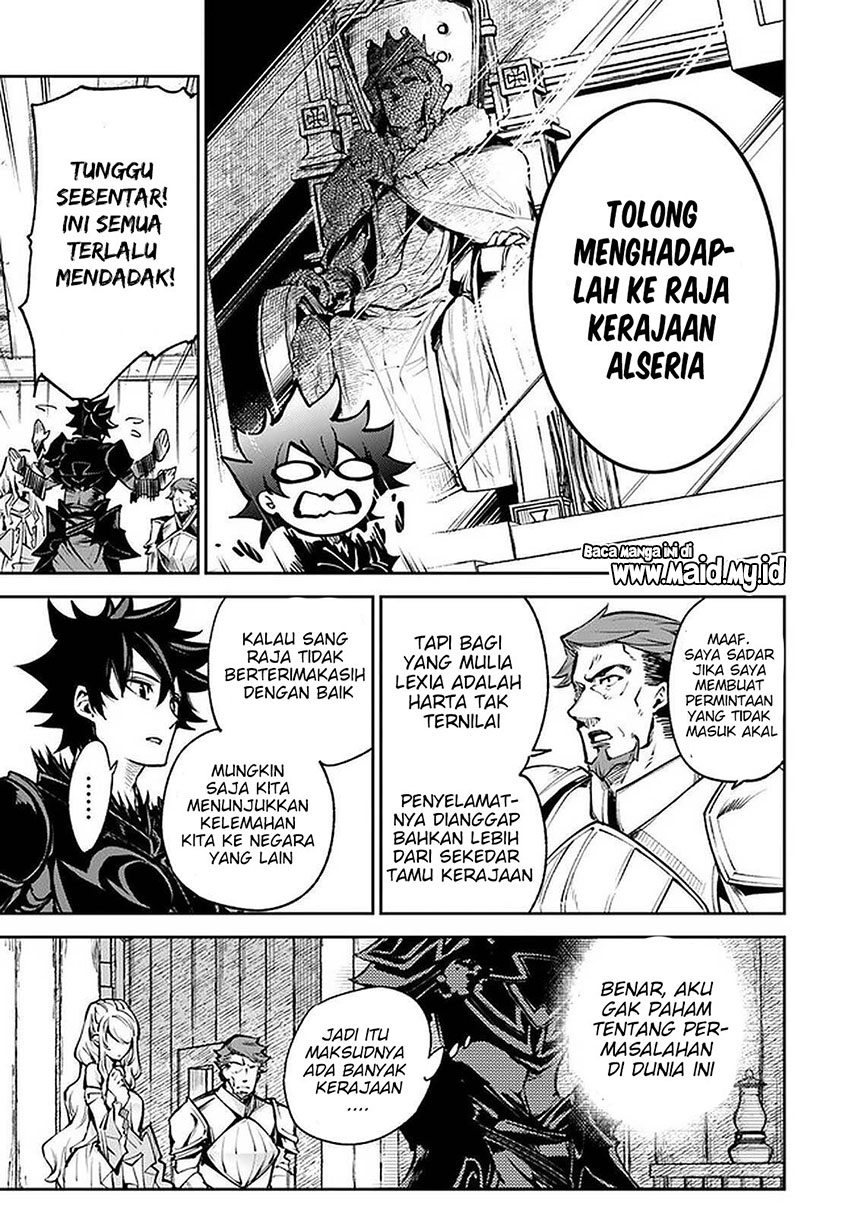 TOLONG
MENGHADAP-
LAH KE RAJA
KERAJAAN
ALSERIA
TUNGGU
SEBENTAR!
INI SEMUA
TERLALU
MENDADAK!
Baca Manga ini di
www.Maid.My.id
MAAF.
SAYA SADAR
JIKA SAYA
MEMBUAT
PERMINTAAN
YANG TIDAK
MASUK AKAL
TAPI BAGI
YANG MULIA
LEXIA ADALAH
HARTA TAK
TERNILAI
PENYELAMAT-
NYA DIANGGAP
BAHKAN LEBIH
DARI SEKEDAR
TAMU KERAJAAN
KALAU SANG
RAJA TIDAK
BERTERIMAKASIH
DENGAN BAIK
MUNGKIN
SAJA KITA
MENUNJUKKAN
KELEMAHAN
KITA KE NEGARA
YANG LAIN
......
BENAR, AKU
GAK PAHAM
TENTANG PER-
MASALAHAN
DI DUNIA INI
JADI ITU
MAKSUDNYA
ADA BANYAK
KERAJAAN
....